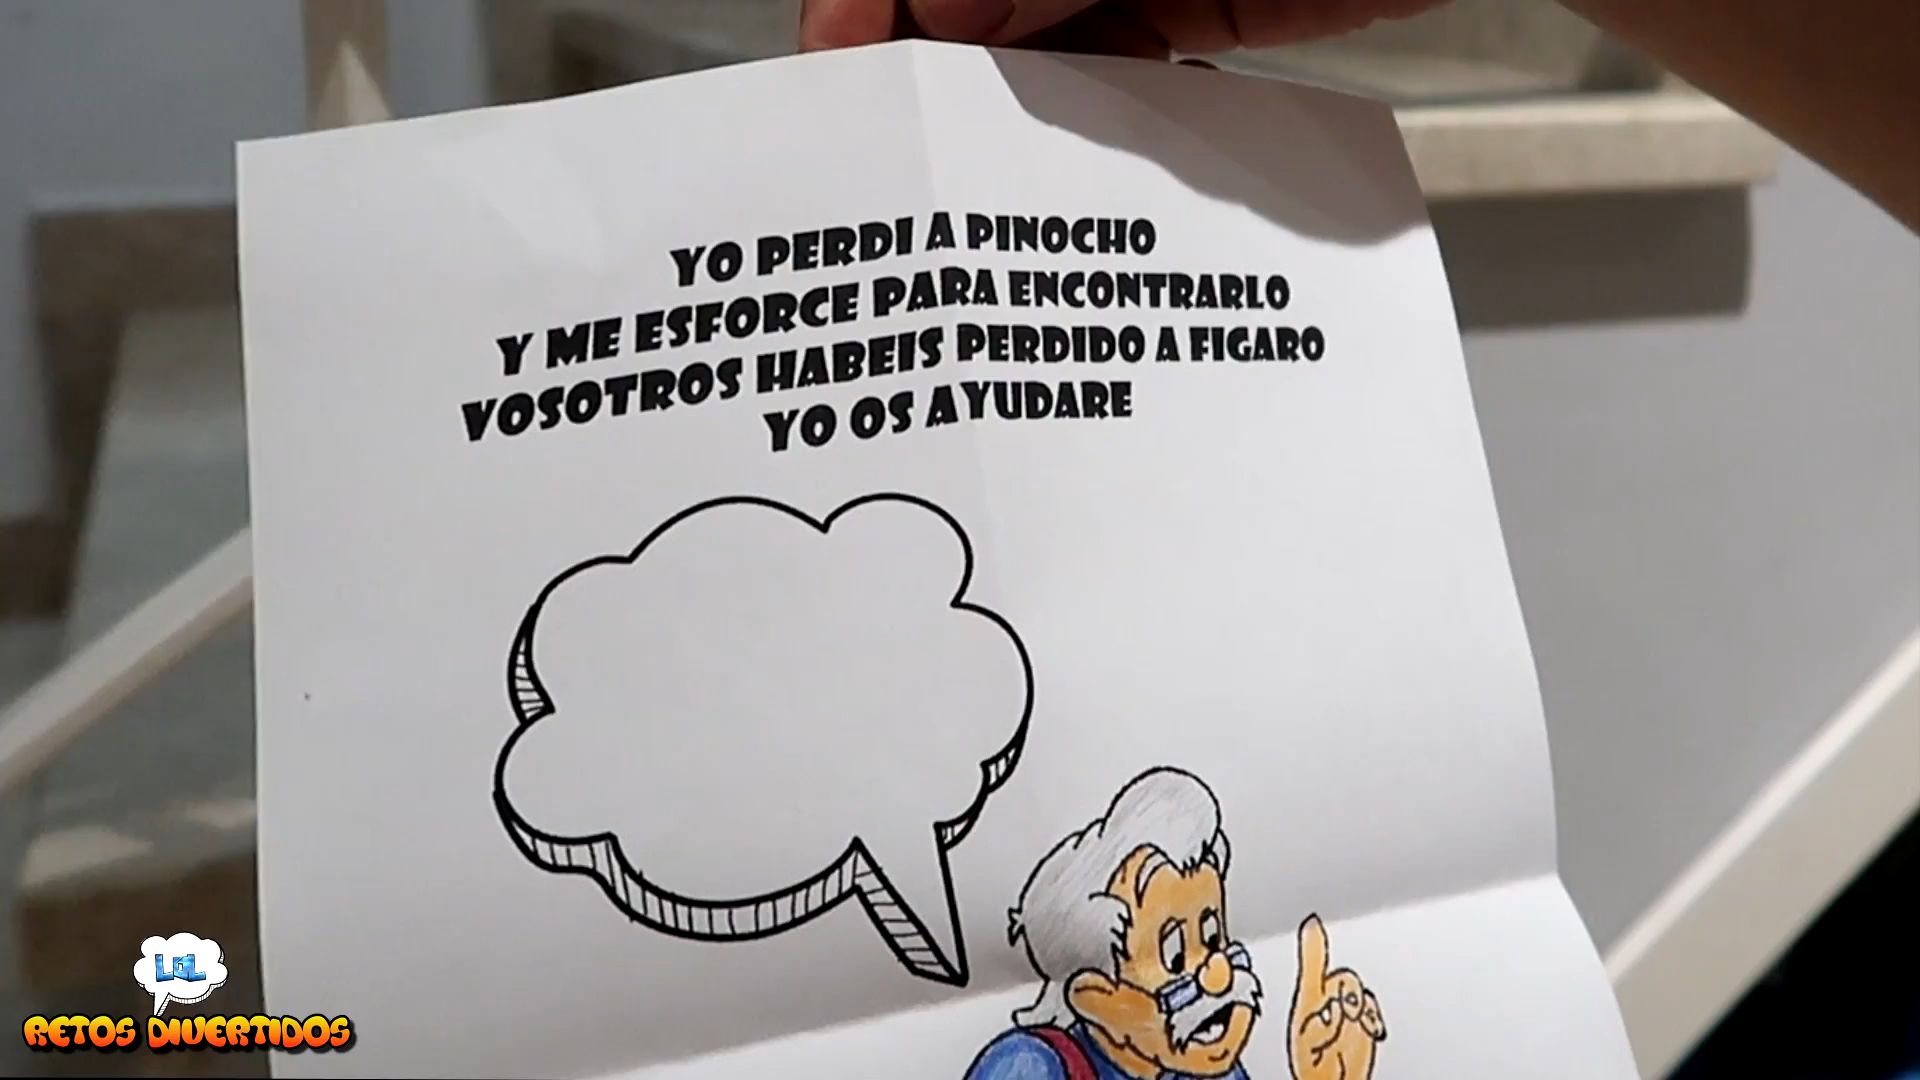 YO PERDI A PINOCHO
Y ME ESFORCE PARA ENCONTRARLO
VOSOTROS HABEIS PERDIDO A FIGARO
YO OS AYUDARE
LOL
RETOS DIVERTIDOS